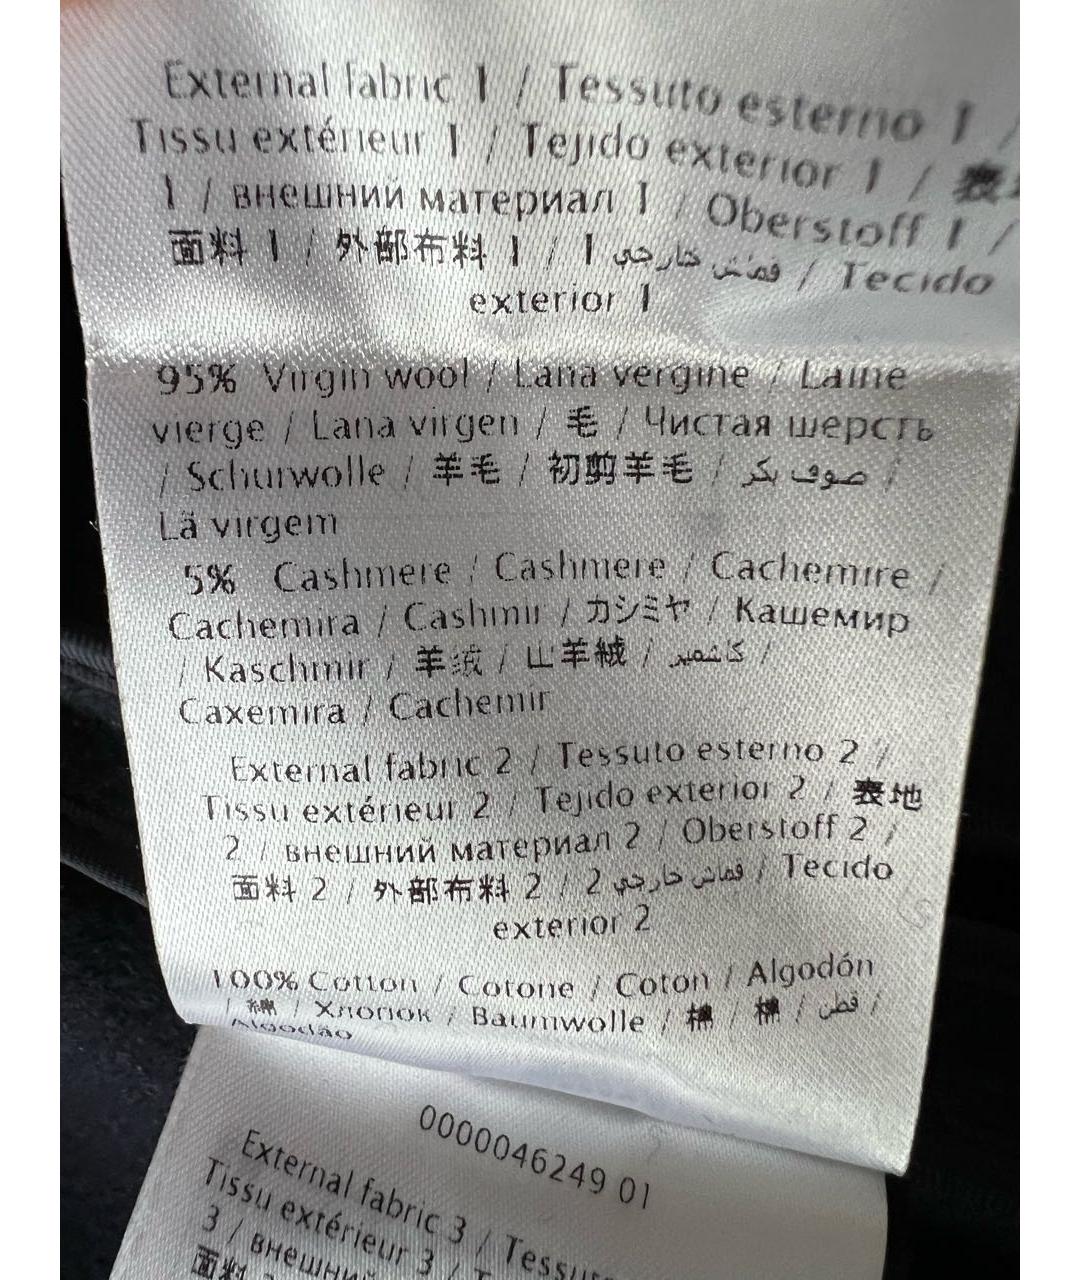 External fabric 1 / Tessuto esterno 1 /
Tissu extérieur 1 / Tejido exterior 1 / 表地
1 / внешний материал 1 / Oberstoff 1 /
面料 1 / 外部布料 1 / 1 قماش خارجي / Tecido
exterior 1
95% Virgin wool / Lana vergine / Laine
vierge / Lana virgen / 毛 / Чистая шерсть
/ Schurwolle / 羊毛 / 初剪羊毛 / صوف بكر /
Lã virgem
5% Cashmere / Cashmere / Cachemire /
Cachemira / Cashmir / カシミヤ / Кашемир
/ Kaschmir / 羊绒 / 山羊絨 / كاشمير /
Caxemira / Cachemir
External fabric 2 / Tessuto esterno 2 /
Tissu extérieur 2 / Tejido exterior 2 / 表地
2 / внешний материал 2 / Oberstoff 2 /
面料 2 / 外部布料 2 / 2 قماش خارجي / Tecido
exterior 2
100% Cotton / Cotone / Coton / Algodón
/ 綿 / Хлопок / Baumwolle / 棉 / 棉 / قطن /
Algodão
0000046249 01
External fabric 3 / Tessuto
Tissu extérieur 3 /
3 / внешний
面料